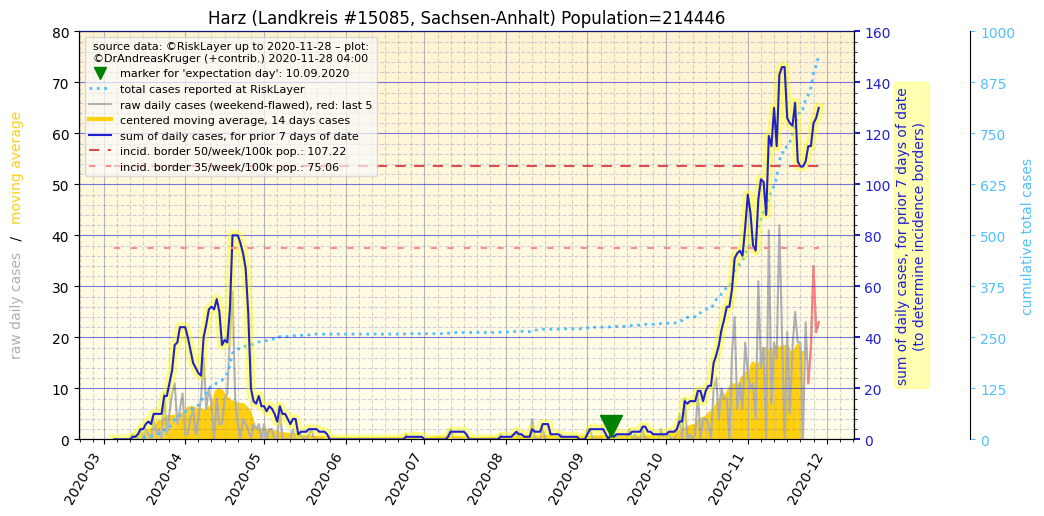 Harz (Landkreis #15085, Sachsen-Anhalt) Population=214446
source data: ©RiskLayer up to 2020-11-28 – plot:
©DrAndreasKruger (+contrib.) 2020-11-28 04:00
marker for 'expectation day': 10.09.2020
total cases reported at RiskLayer
raw daily cases (weekend-flawed), red: last 5
centered moving average, 14 days cases
sum of daily cases, for prior 7 days of date
incid. border 50/week/100k pop.: 107.22
incid. border 35/week/100k pop.: 75.06
raw daily cases / moving average
80
70
60
50
40
30
20
10
0
2020-03
2020-04
2020-05
2020-06
2020-07
2020-08
2020-09
2020-10
2020-11
2020-12
160
140
120
100
80
60
40
20
0
sum of daily cases, for prior 7 days of date
(to determine incidence borders)
1000
875
750
625
500
375
250
125
0
cumulative total cases